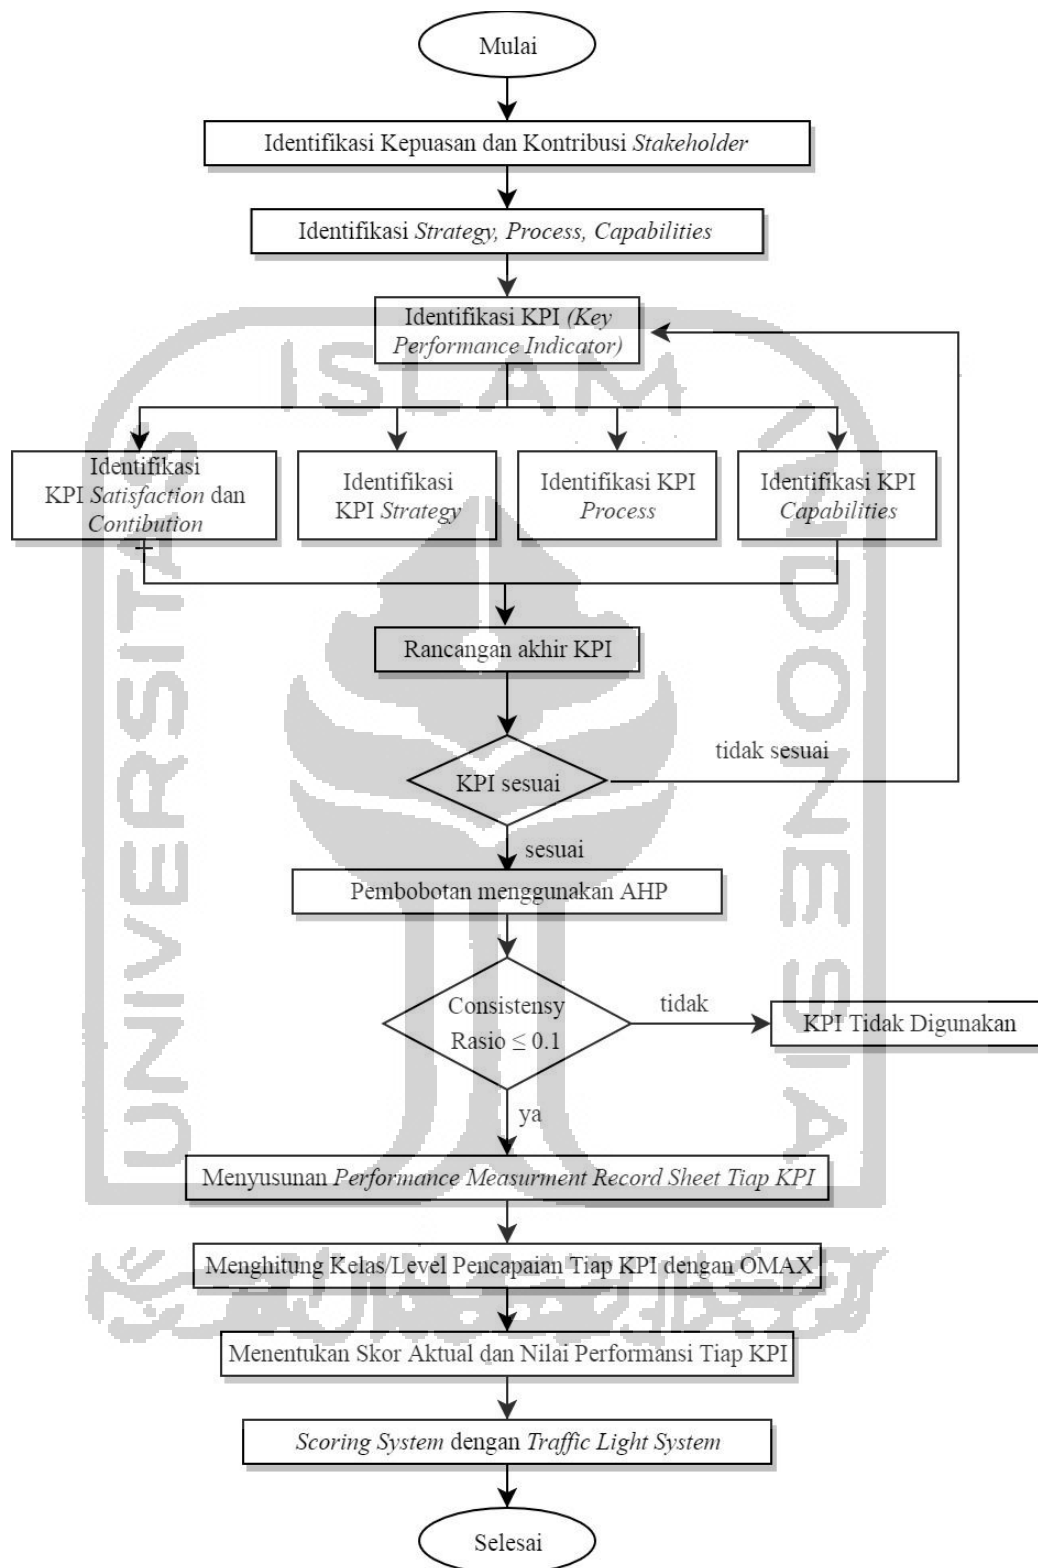 Mulai
Identifikasi Kepuasan dan Kontribusi Stakeholder
Identifikasi Strategy, Process, Capabilities
Identifikasi KPI (Key
Performance Indicator)
Identifikasi
KPI Satisfaction dan
Contibution
Identifikasi
KPI Strategy
Identifikasi KPI
Process
Identifikasi KPI
Capabilities
Rancangan akhir KPI
KPI sesuai
tidak sesuai
sesuai
Pembobotan menggunakan AHP
Consistensy
Rasio ≤ 0.1
tidak
KPI Tidak Digunakan
ya
Menyusunan Performance Measurment Record Sheet Tiap KPI
Menghitung Kelas/Level Pencapaian Tiap KPI dengan OMAX
Menentukan Skor Aktual dan Nilai Performansi Tiap KPI
Scoring System dengan Traffic Light System
Selesai
UNIVERSITAS
ISLAM
INDONESIA